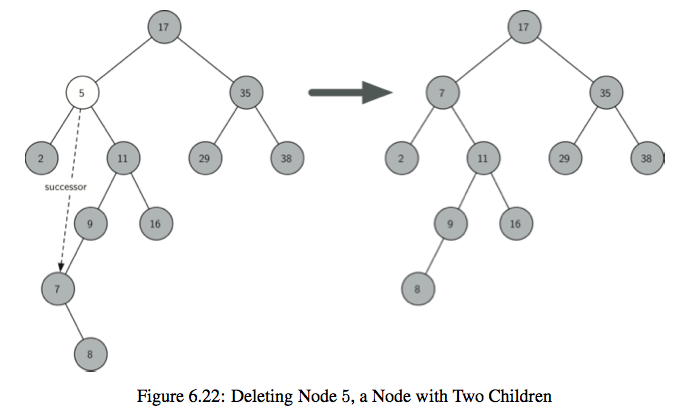 17 17
5 35 7 35
2 11 29 38 2 11 29 38
successor
9 16 9 16
7 8
8
Figure 6.22: Deleting Node 5, a Node with Two Children